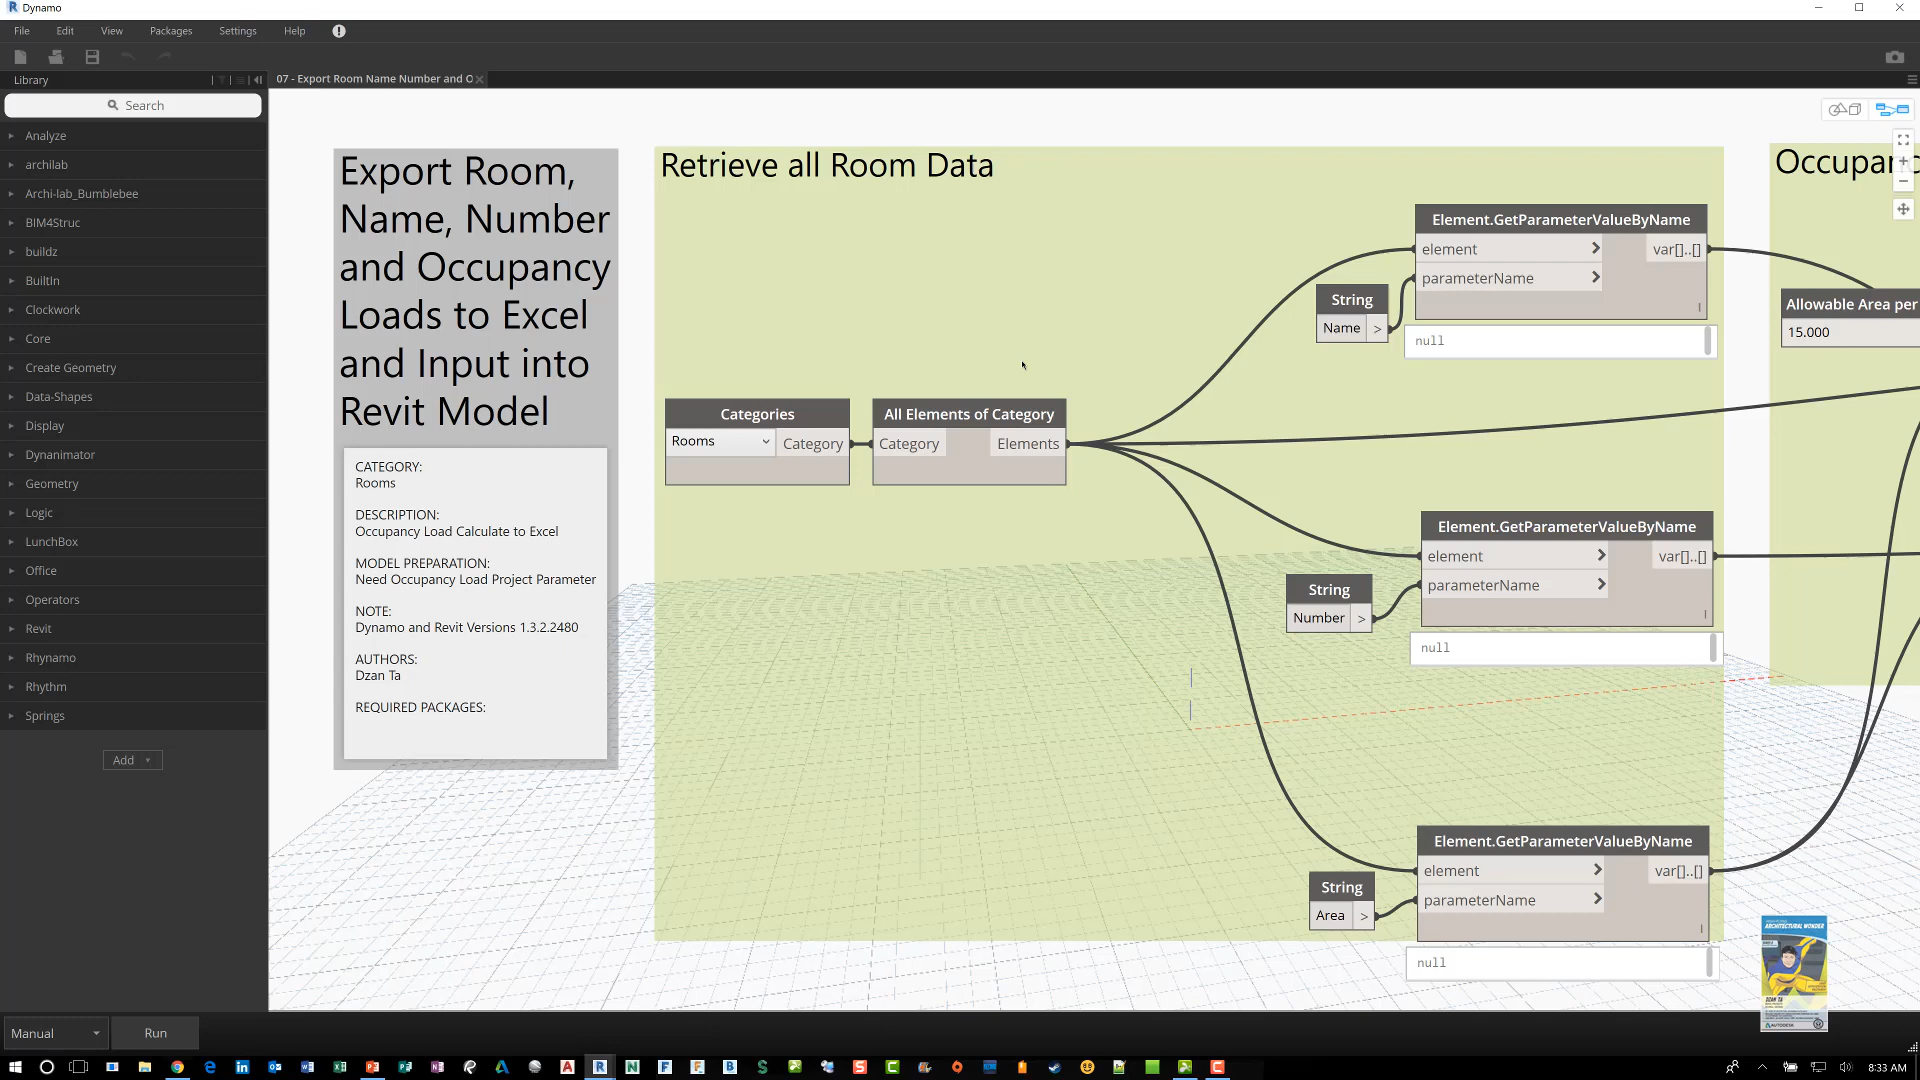 Dynamo
File Edit View Packages Settings Help
Library
07 - Export Room Name Number and O
Search
Analyze
archilab
Archi-lab_Bumblebee
BIM4Struc
buildz
BuiltIn
Clockwork
Core
Create Geometry
Data-Shapes
Display
Dynanimator
Geometry
Logic
LunchBox
Office
Operators
Revit
Rhynamo
Rhythm
Springs
Add
Export Room,
Name, Number
and Occupancy
Loads to Excel
and Input into
Revit Model
CATEGORY:
Rooms
DESCRIPTION:
Occupancy Load Calculate to Excel
MODEL PREPARATION:
Need Occupancy Load Project Parameter
NOTE:
Dynamo and Revit Versions 1.3.2.2480
AUTHORS:
Dzan Ta
REQUIRED PACKAGES:
Retrieve all Room Data
Categories
Rooms
Category
All Elements of Category
Category Elements
Element.GetParameterValueByName
element > var[]..[]
parameterName >
String
Name >
null
Element.GetParameterValueByName
element > var[]..[]
parameterName >
String
Number >
null
Element.GetParameterValueByName
element > var[]..[]
parameterName >
String
Area >
null
Allowable Area per
15.000
ARCHITECTURAL WONDER
DZAN TA
AUTODESK
Manual
Run
8:33 AM